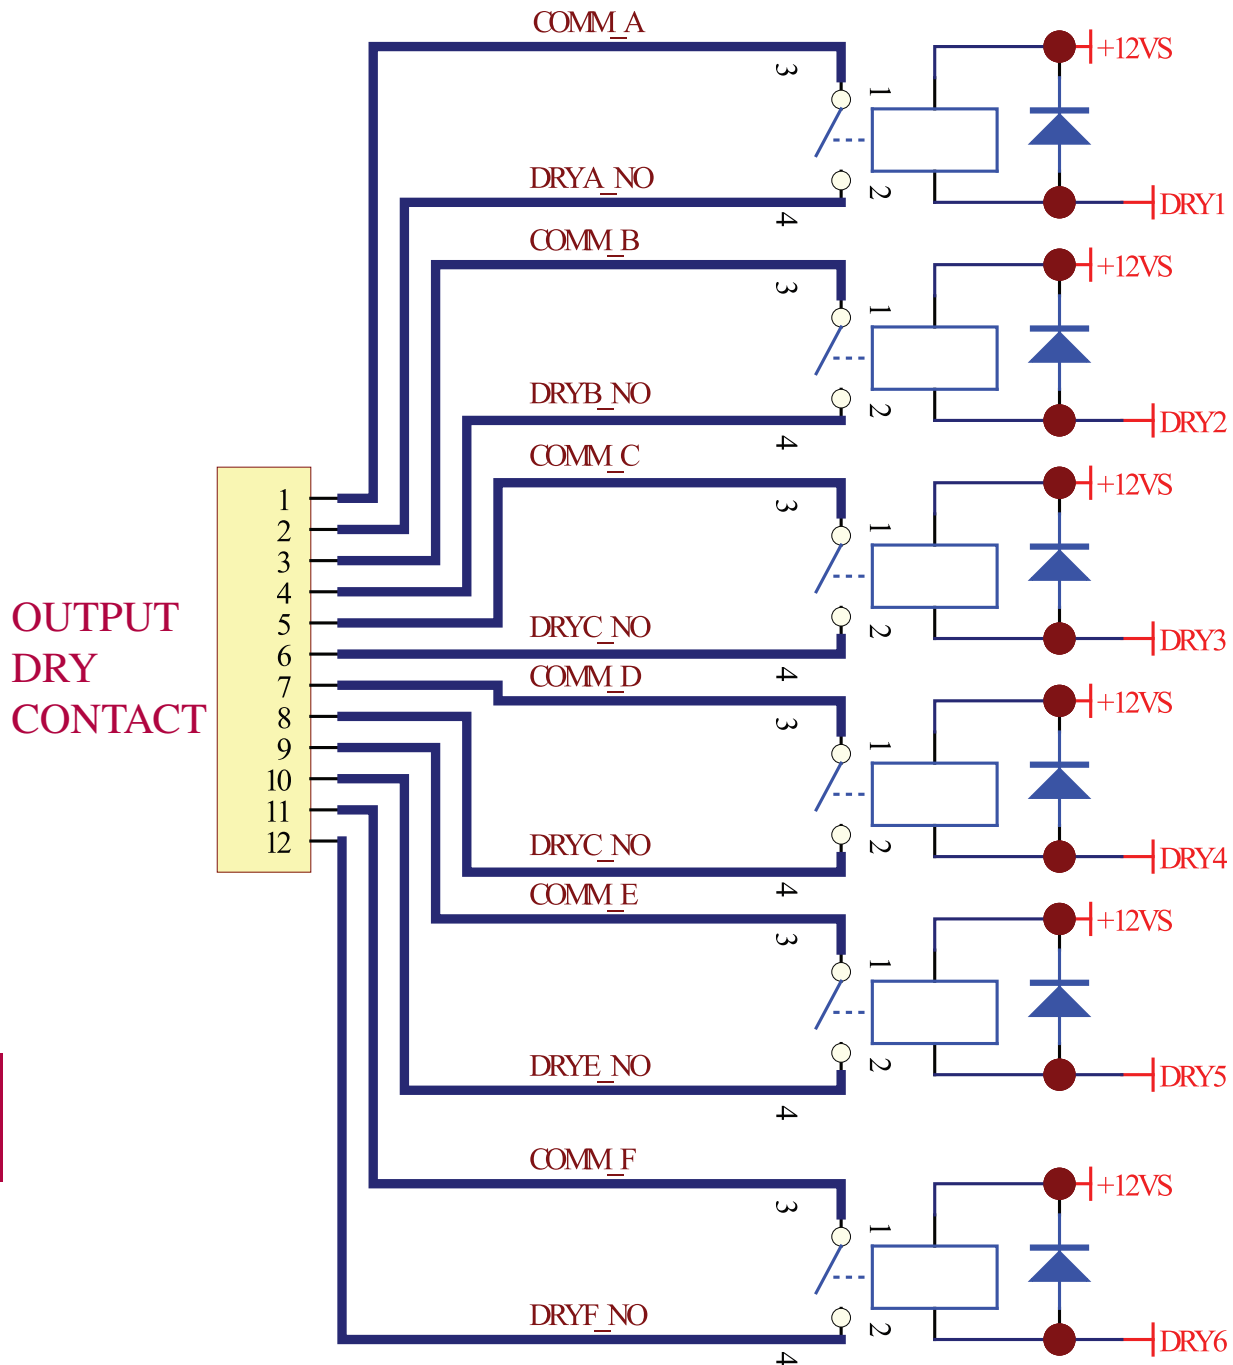 COMM_A
3
1
+12VS
DRYA_NO
2
4
DRY1
COMM_B
3
1
+12VS
DRYB_NO
2
4
DRY2
COMM_C
3
1
+12VS
DRYC_NO
2
4
DRY3
OUTPUT
DRY
CONTACT
1
2
3
4
5
6
7
8
9
10
11
12
COMM_D
3
1
+12VS
DRYC_NO
2
4
DRY4
COMM_E
3
1
+12VS
DRYE_NO
2
4
DRY5
COMM_F
3
1
+12VS
DRYF_NO
2
4
DRY6